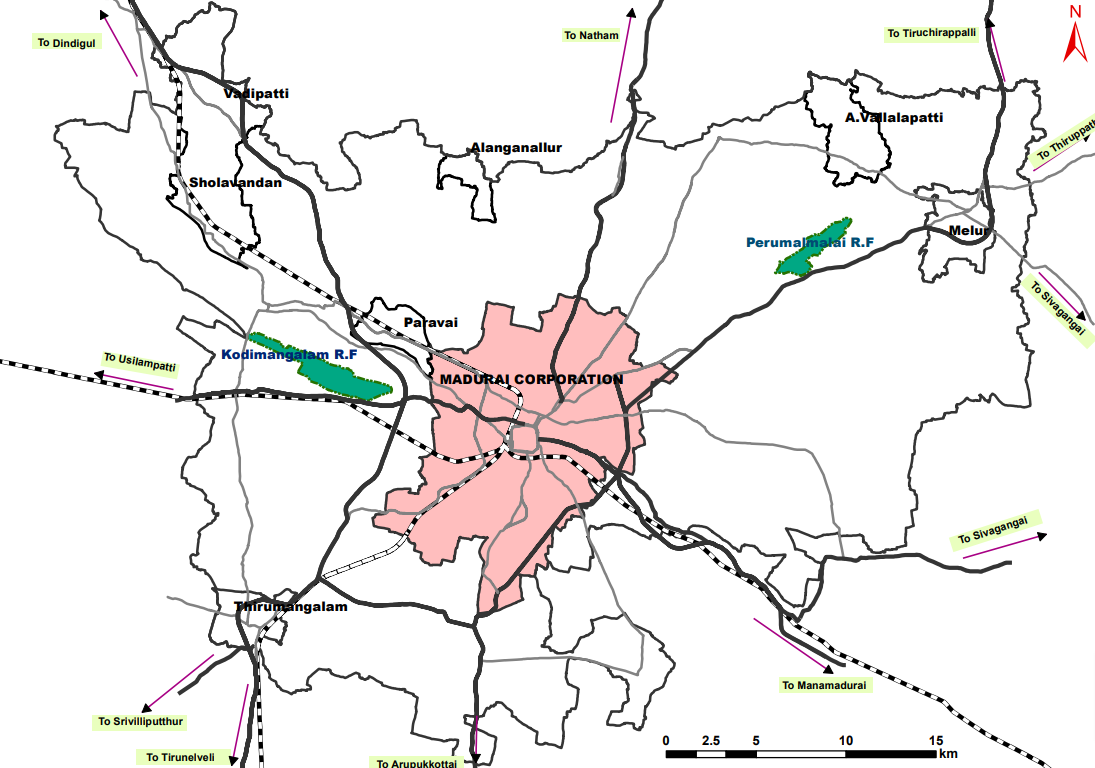 N
To Dindigul
To Natham
To Tiruchirappalli
Vadipatti
A.Vallalapatti
To Thiruppath
Alanganallur
Sholavandan
Melur
Perumalmalai R.F
To Sivagangai
Paravai
Kodimangalam R.F
To Usilampatti
MADURAI CORPORATION
To Sivagangai
Thirumangalam
To Manamadurai
To Srivilliputthur
To Tirunelveli
To Arupukkottai
0 2.5 5 10 15
km